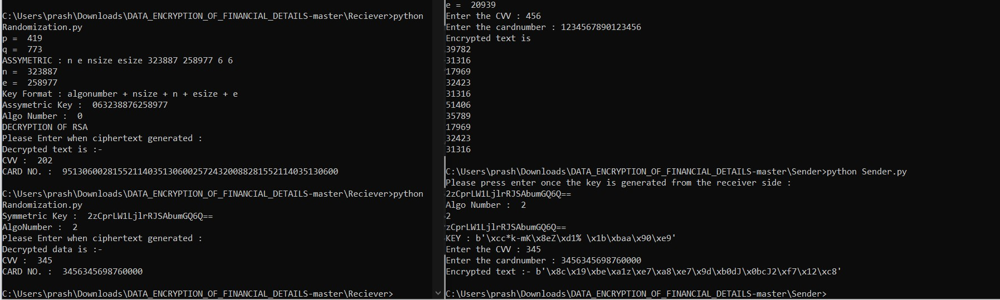 C:\Users\prash\Downloads\DATA_ENCRYPTION_OF_FINANCIAL_DETAILS-master\Reciever>python
Randomization.py
p =  419
q =  773
ASSYMETRIC : n e nsize esize 323887 258977 6 6
n =  323887
e =  258977
Key Format : algonumber + nsize + n + esize + e
Assymetric Key :  063238876258977
Algo Number :  0
DECRYPTION OF RSA
Please Enter when ciphertext generated :
Decrypted text is :-
CVV :  202
CARD NO. :  9513060028155211403513060025724320088281552114035130600
C:\Users\prash\Downloads\DATA_ENCRYPTION_OF_FINANCIAL_DETAILS-master\Reciever>python
Randomization.py
Symmetric Key :  2zCprLW1LjlrRJSAbumGQ6Q==
AlgoNumber :  2
Please Enter when ciphertext generated :
Decrypted data is :-
CVV :  345
CARD NO. :  3456345698760000
C:\Users\prash\Downloads\DATA_ENCRYPTION_OF_FINANCIAL_DETAILS-master\Reciever>
e =  20939
Enter the CVV : 456
Enter the cardnumber : 1234567890123456
Encrypted text is
39782
31316
17969
32423
31316
51406
35789
17969
32423
31316
C:\Users\prash\Downloads\DATA_ENCRYPTION_OF_FINANCIAL_DETAILS-master\Sender>python Sender.py
Please press enter once the key is generated from the receiver side :
2zCprLW1LjlrRJSAbumGQ6Q==
Algo Number :  2
2
zCprLW1LjlrRJSAbumGQ6Q==
KEY : b'\xcc*k-mK\x8eZ\xd1% \x1b\xbaa\x90\xe9'
Enter the CVV : 345
Enter the cardnumber : 3456345698760000
Encrypted text :- b'\x8c\x19\xbe\xa1z\xe7\xa8\xe7\x9d\xb0dJ\x0bcJ2\xf7\x12\xc8'
C:\Users\prash\Downloads\DATA_ENCRYPTION_OF_FINANCIAL_DETAILS-master\Sender>